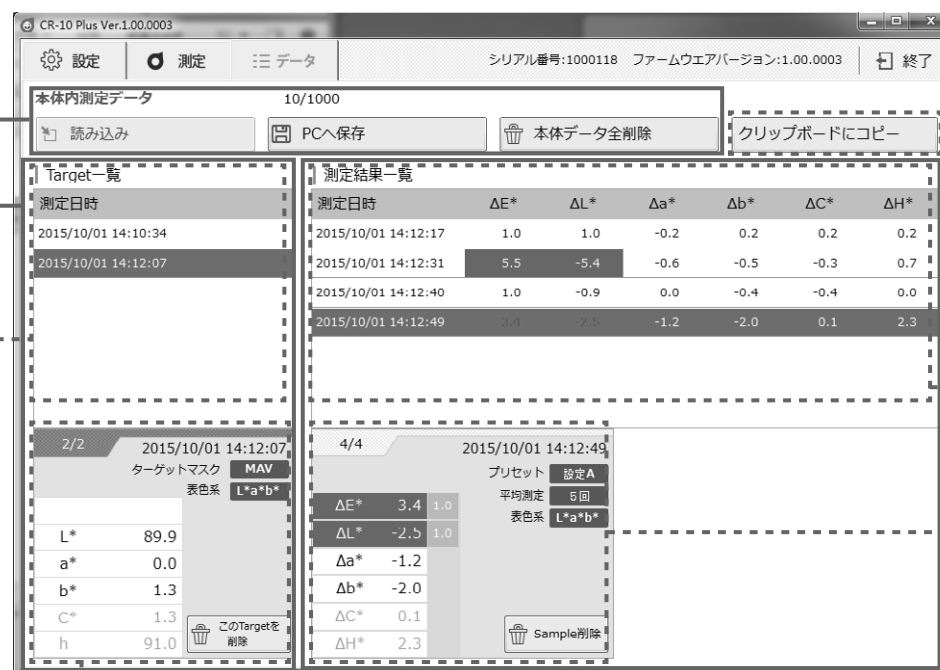 CR-10 Plus Ver.1.00.0003
設定 測定 データ シリアル番号:1000118 ファームウエアバージョン:1.00.0003 終了
本体内測定データ 10/1000
読み込み PCへ保存 本体データ全削除 クリップボードにコピー
Target一覧
測定日時
2015/10/01 14:10:34
2015/10/01 14:12:07
測定結果一覧
測定日時 ΔE* ΔL* Δa* Δb* ΔC* ΔH*
2015/10/01 14:12:17 1.0 1.0 -0.2 0.2 0.2 0.2
2015/10/01 14:12:31 5.5 -5.4 -0.6 -0.5 -0.3 0.7
2015/10/01 14:12:40 1.0 -0.9 0.0 -0.4 -0.4 0.0
2015/10/01 14:12:49 3.4 -2.5 -1.2 -2.0 0.1 2.3
2/2 2015/10/01 14:12:07
ターゲットマスク MAV
表色系 L*a*b*
L* 89.9
a* 0.0
b* 1.3
C* 1.3
h 91.0
このTargetを
削除
4/4 2015/10/01 14:12:49
プリセット 設定A
平均測定 5回
表色系 L*a*b*
ΔE* 3.4 1.0
ΔL* -2.5 1.0
Δa* -1.2
Δb* -2.0
ΔC* 0.1
ΔH* 2.3
Sample削除